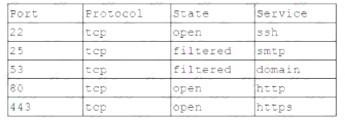 Port Protocol State Service
22 tcp open ssh
25 tcp filtered smtp
53 tcp filtered domain
80 tcp open http
443 tcp open https